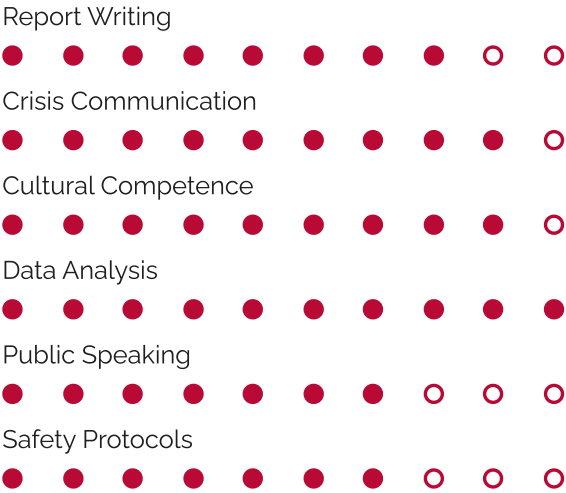 Report Writing
Crisis Communication
Cultural Competence
Data Analysis
Public Speaking
Safety Protocols